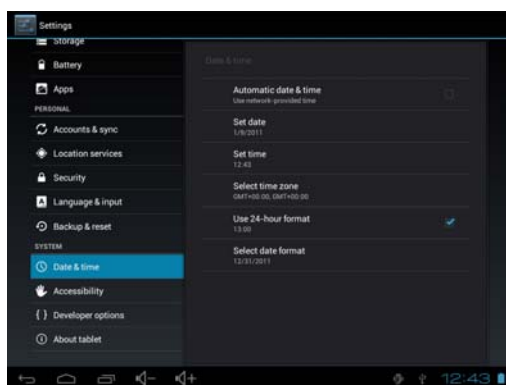 Settings
Storage
Battery
Apps
PERSONAL
Accounts & sync
Location services
Security
Language & input
Backup & reset
SYSTEM
Date & time
Accessibility
Developer options
About tablet
Date & time
Automatic date & time
Use network-provided time
Set date
1/9/2011
Set time
12:43
Select time zone
GMT+00:00, GMT+00:00
Use 24-hour format
13:00
Select date format
12/31/2011
12:43